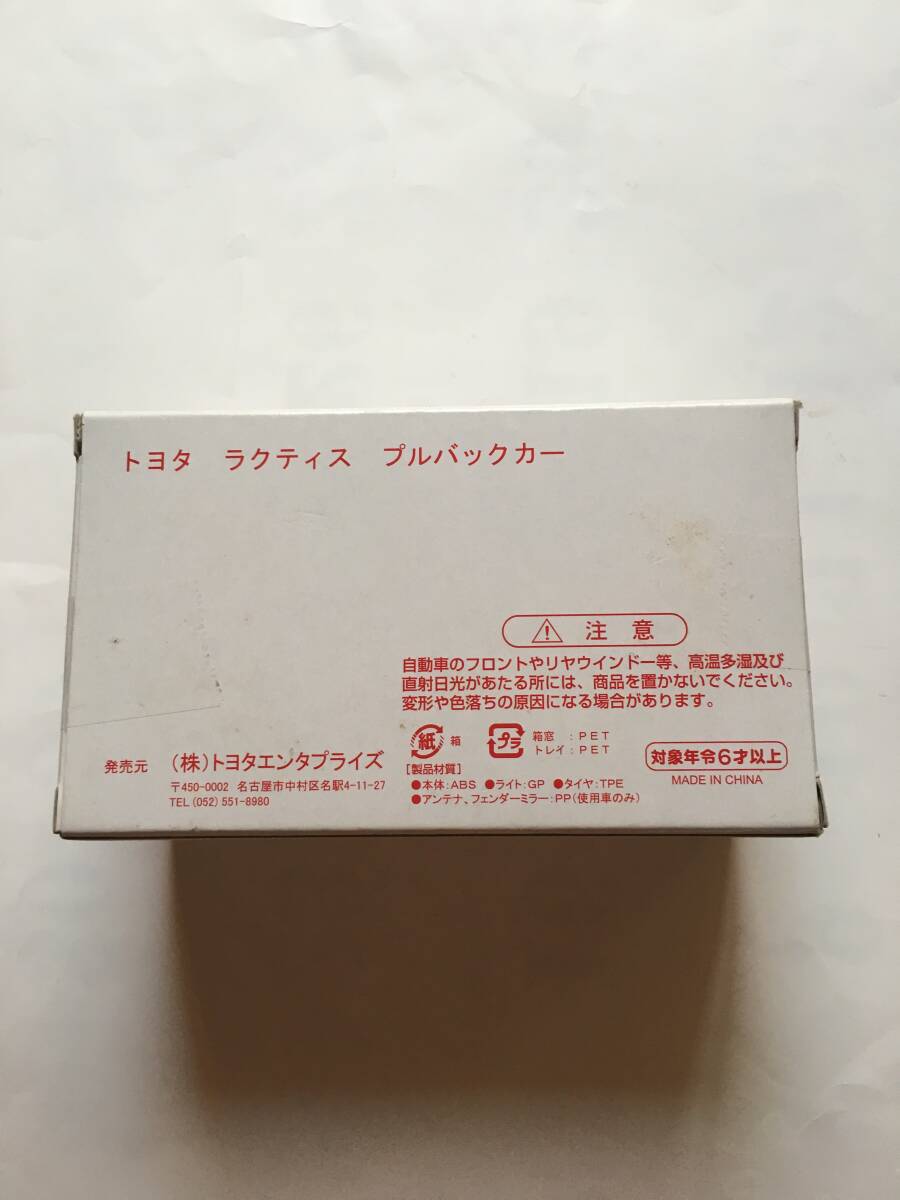 トヨタ　ラクティス　プルバックカー
⚠ 注意
自動車のフロントやリヤウインドー等、高温多湿及び
直射日光があたる所には、商品を置かないでください。
変形や色落ちの原因になる場合があります。
紙 箱
プラ 箱窓 : PET
トレイ : PET
対象年令6才以上
MADE IN CHINA
[製品材質]
●本体:ABS ●ライト:GP ●タイヤ:TPE
●アンテナ、フェンダーミラー:PP(使用車のみ)
発売元 (株)トヨタエンタプライズ
〒450-0002 名古屋市中村区名駅4-11-27
TEL (052) 551-8980